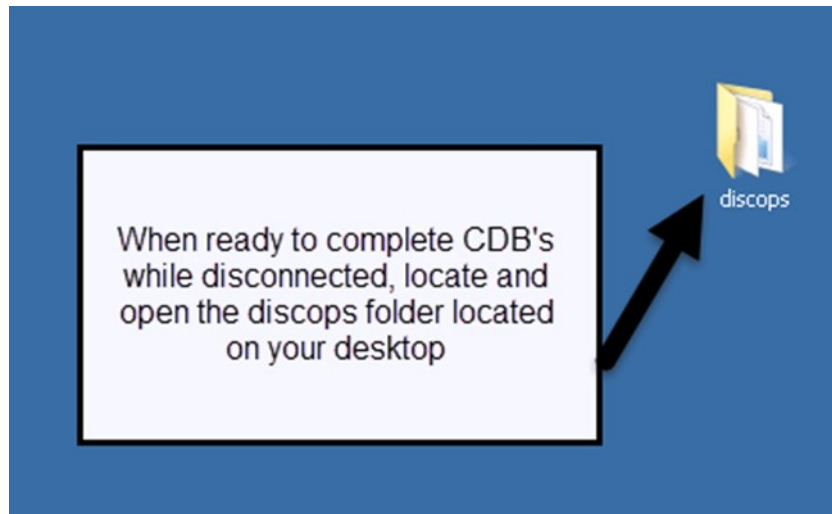 discops
When ready to complete CDB's
while disconnected, locate and
open the discops folder located
on your desktop